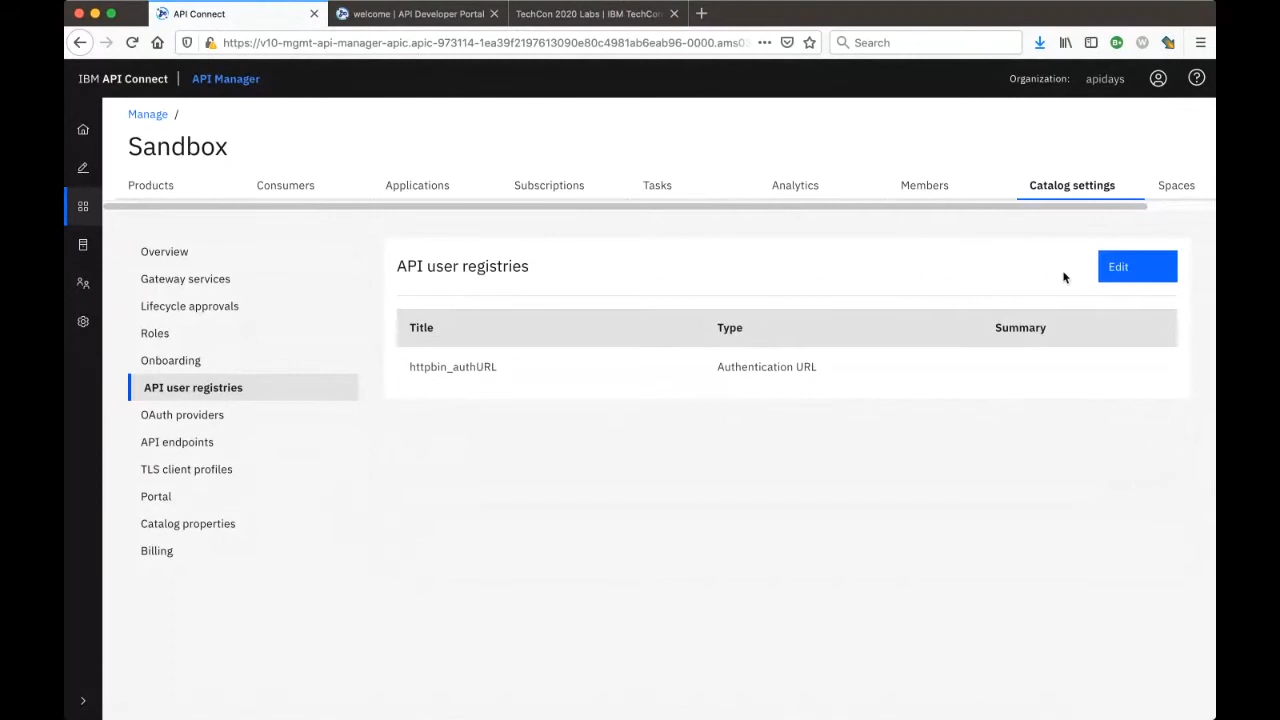 API Connect
welcome | API Developer Portal
TechCon 2020 Labs | IBM TechCon
https://v10-mgmt-api-manager-apic.apic-973114-1ea39f2197613090e80c4981ab6eab96-0000.ams03
Search
IBM API Connect | API Manager
Organization: apidays
Manage /
Sandbox
Products Consumers Applications Subscriptions Tasks Analytics Members Catalog settings Spaces
Overview
Gateway services
Lifecycle approvals
Roles
Onboarding
API user registries
OAuth providers
API endpoints
TLS client profiles
Portal
Catalog properties
Billing
API user registries
Edit
Title Type Summary
httpbin_authURL Authentication URL